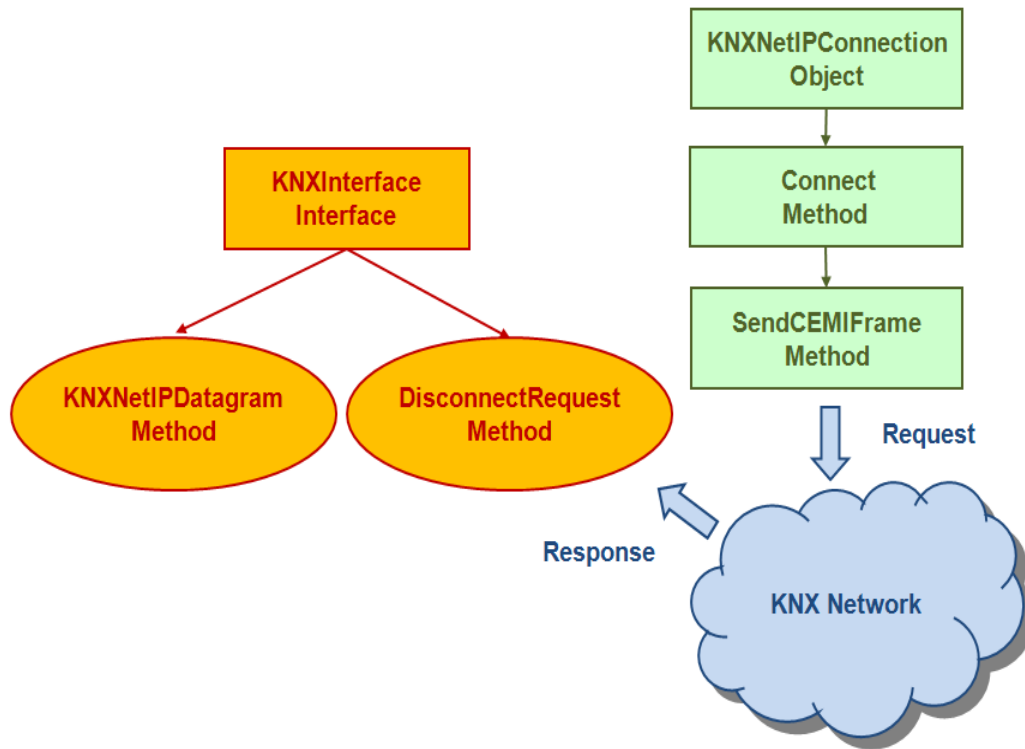 KNXNetIPConnection
Object
KNXInterface
Interface
Connect
Method
SendCEMIFrame
Method
KNXNetIPDatagram
Method
DisconnectRequest
Method
Request
Response
KNX Network